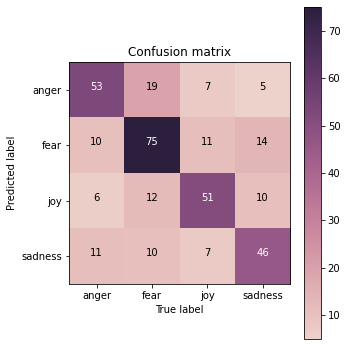 Confusion matrix
Predicted label
anger 53 19 7 5
fear 10 75 11 14
joy 6 12 51 10
sadness 11 10 7 46
anger fear joy sadness
True label
70
60
50
40
30
20
10